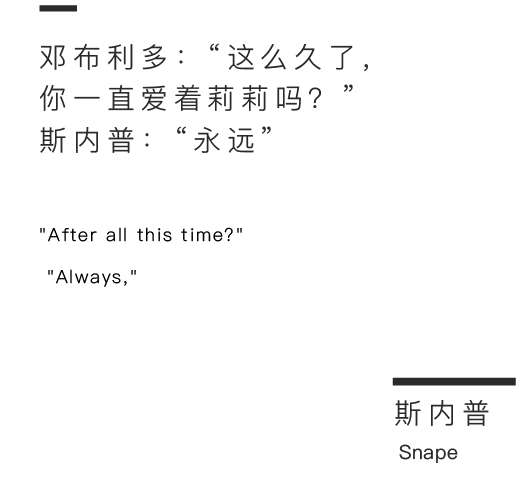 邓布利多：“这么久了，
你一直爱着莉莉吗？”
斯内普：“永远”
"After all this time?"
"Always,"
斯内普
Snape